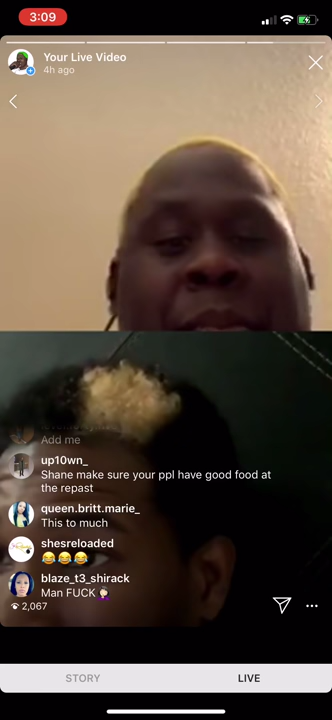 3:09
Your Live Video
4h ago
Add me
up10wn_
Shane make sure your ppl have good food at
the repast
queen.britt.marie_
This to much
shesreloaded
😂😂😂
blaze_t3_shirack
Man FUCK 🤦🏻‍♀️
2,067
STORY
LIVE